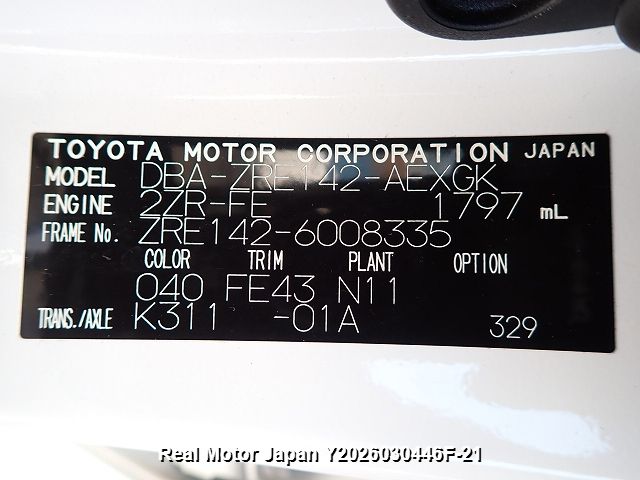 TOYOTA MOTOR CORPORATION JAPAN
MODEL DBA-ZRE142-AEXGK
ENGINE 2ZR-FE 1797 mL
FRAME No. ZRE142-6008335
COLOR TRIM PLANT OPTION
040 FE43 N11
TRANS./AXLE K311 -01A 329
Real Motor Japan Y2026030446F-21